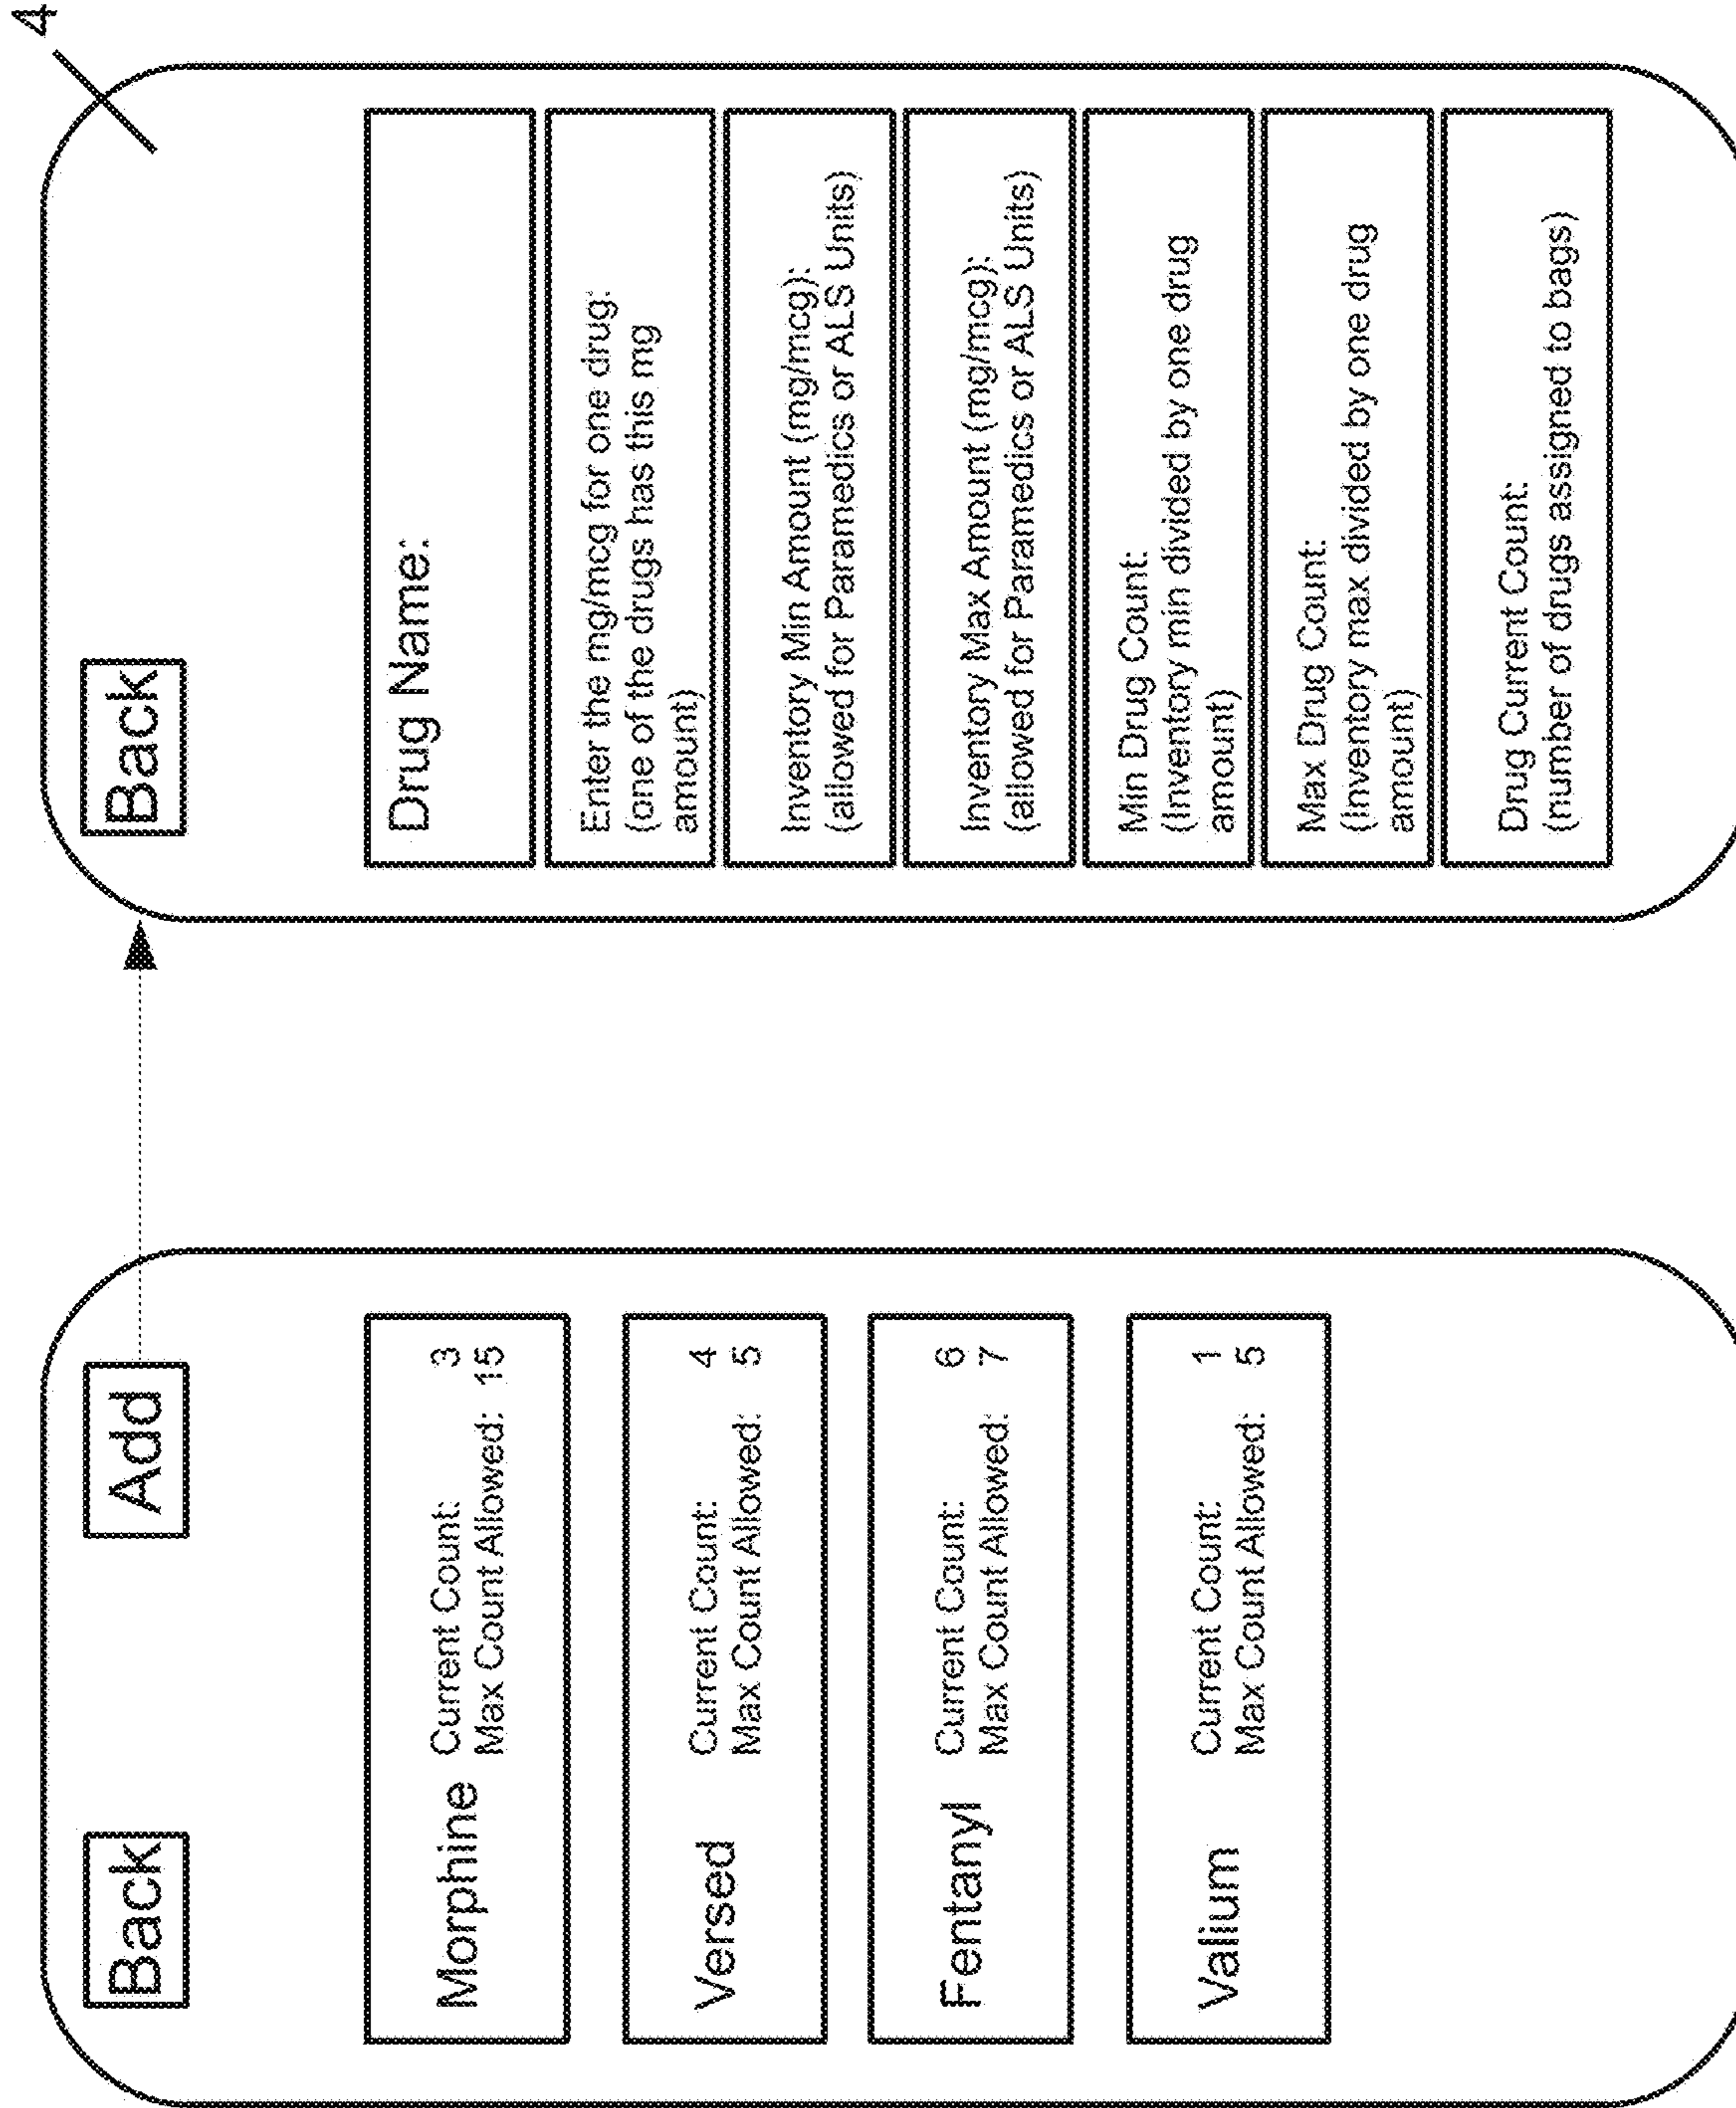 Back
Add
Morphine
Current Count: 3
Max Count Allowed: 15
Versed
Current Count: 4
Max Count Allowed: 5
Fentanyl
Current Count: 6
Max Count Allowed: 7
Valium
Current Count: 1
Max Count Allowed: 5
4
Back
Drug Name:
Enter the mg/mcg for one drug:
(one of the drugs has this mg
amount)
Inventory Min Amount (mg/mcg):
(allowed for Paramedics or ALS Units)
Inventory Max Amount (mg/mcg):
(allowed for Paramedics or ALS Units)
Min Drug Count:
(Inventory min divided by one drug
amount)
Max Drug Count:
(Inventory max divided by one drug
amount)
Drug Current Count:
(number of drugs assigned to bags)